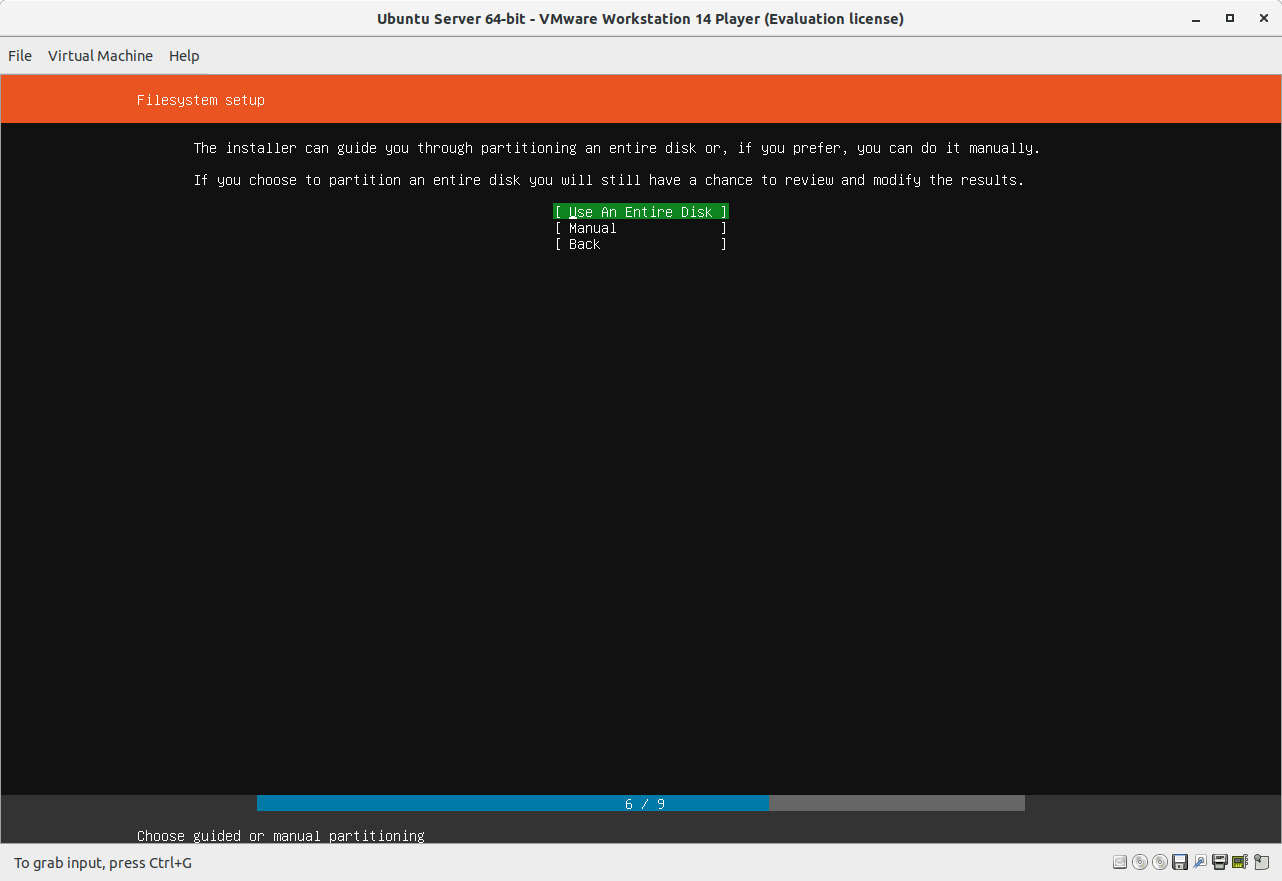 Ubuntu Server 64-bit - VMware Workstation 14 Player (Evaluation license)
File Virtual Machine Help
Filesystem setup
The installer can guide you through partitioning an entire disk or, if you prefer, you can do it manually.
If you choose to partition an entire disk you will still have a chance to review and modify the results.
[ Use An Entire Disk ]
[ Manual ]
[ Back ]
6 / 9
Choose guided or manual partitioning
To grab input, press Ctrl+G